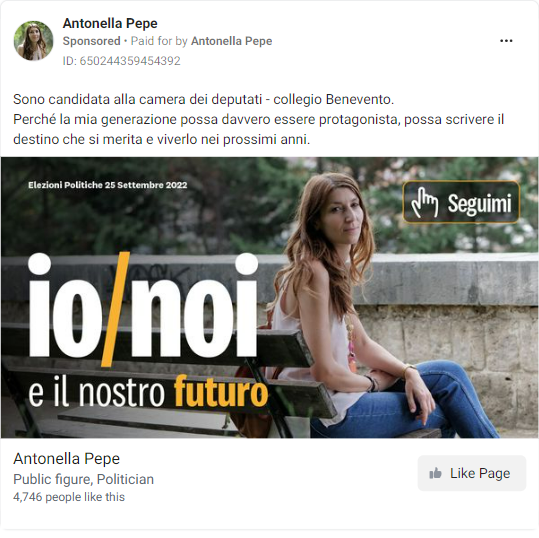 Antonella Pepe
Sponsored • Paid for by Antonella Pepe
ID: 650244359454392
Sono candidata alla camera dei deputati - collegio Benevento.
Perché la mia generazione possa davvero essere protagonista, possa scrivere il
destino che si merita e viverlo nei prossimi anni.
Elezioni Politiche 25 Settembre 2022
Seguimi
io/noi
e il nostro futuro
Antonella Pepe
Public figure, Politician
4,746 people like this
Like Page